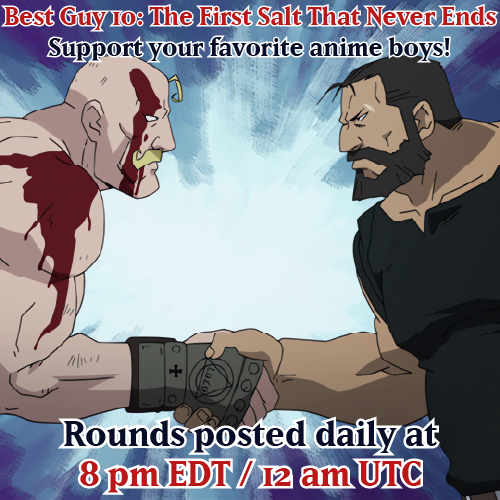 Best Guy 10: The First Salt That Never Ends
Support your favorite anime boys!
Rounds posted daily at
8 pm EDT / 12 am UTC